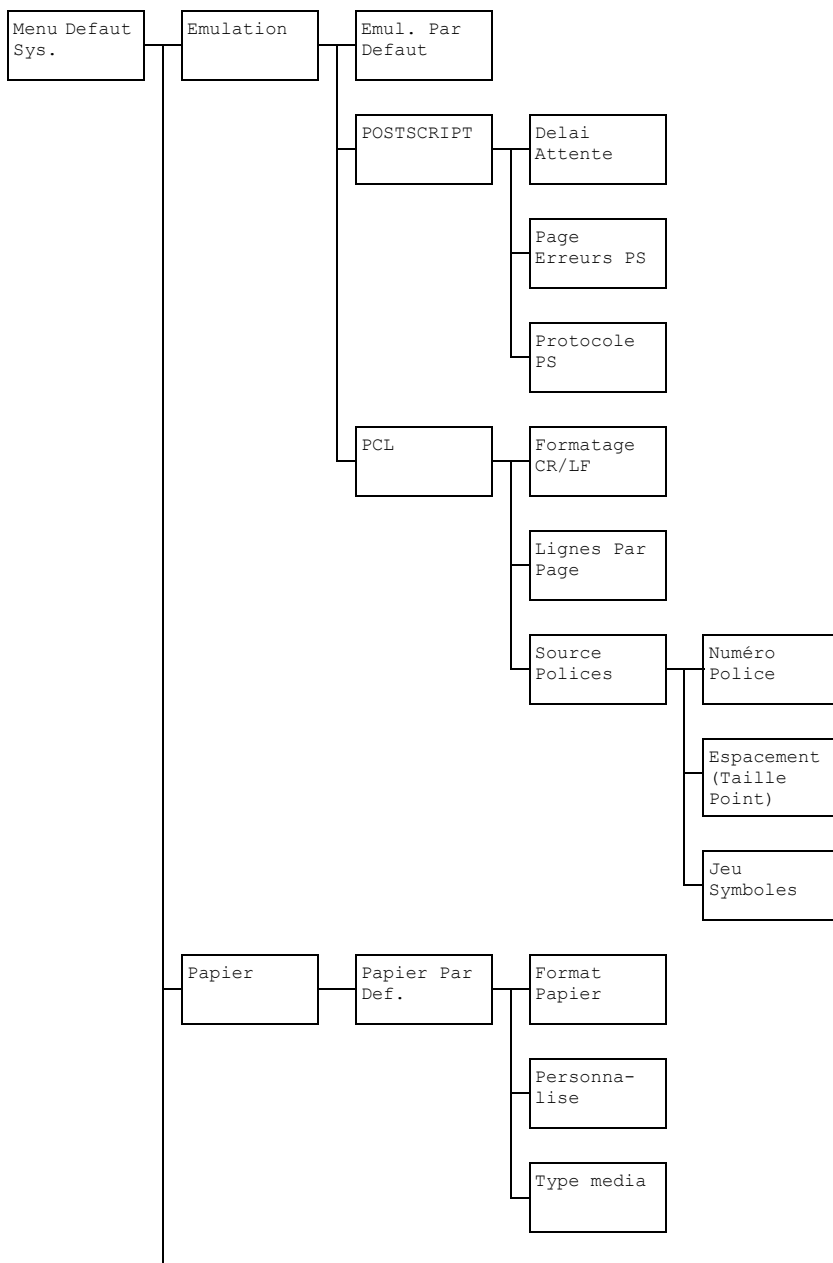 Menu Defaut
Sys.
Emulation
Emul. Par
Defaut
POSTSCRIPT
Delai
Attente
Page
Erreurs PS
Protocole
PS
PCL
Formatage
CR/LF
Lignes Par
Page
Source
Polices
Numéro
Police
Espacement
(Taille
Point)
Jeu
Symboles
Papier
Papier Par
Def.
Format
Papier
Personna-
lise
Type media